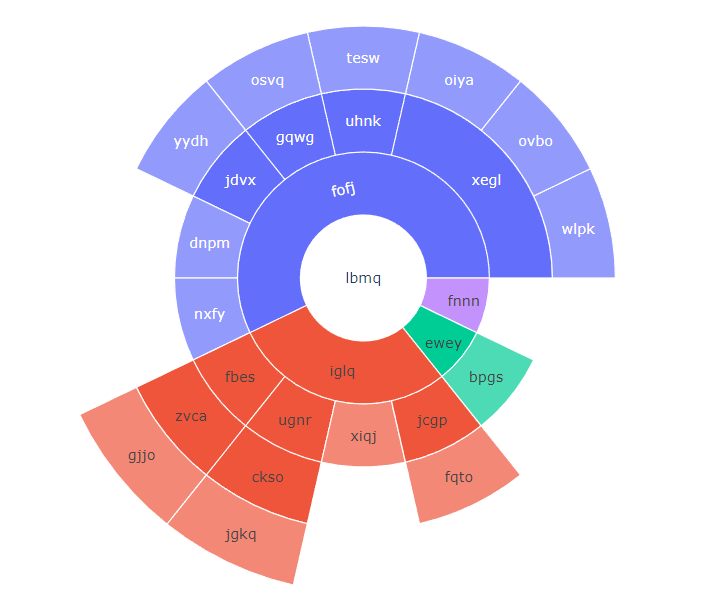 tesw
osvq
oiya
uhnk
gqwg
yydh
ovbo
jdvx
xegl
fofj
wlpk
dnpm
lbmq
fnnn
nxfy
ewey
iglq
fbes
bpgs
zvca
ugnr
jcgp
xiqj
gjjo
ckso
fqto
jgkq